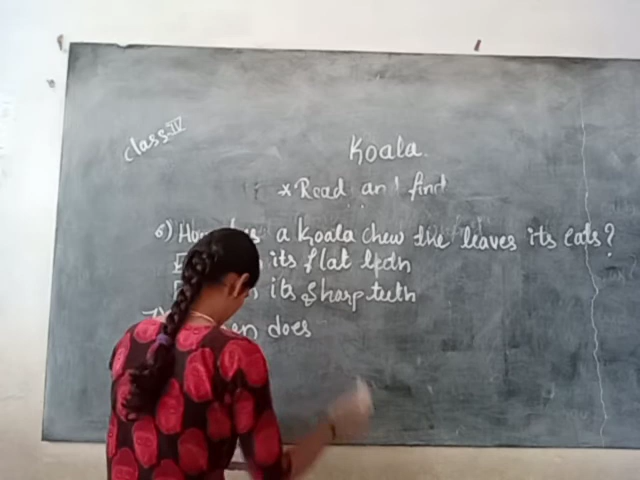 Class IV
Koala.
* Read and find
6) How does a Koala chew the leaves its eats?
its flat
its sharp teeth
7) does